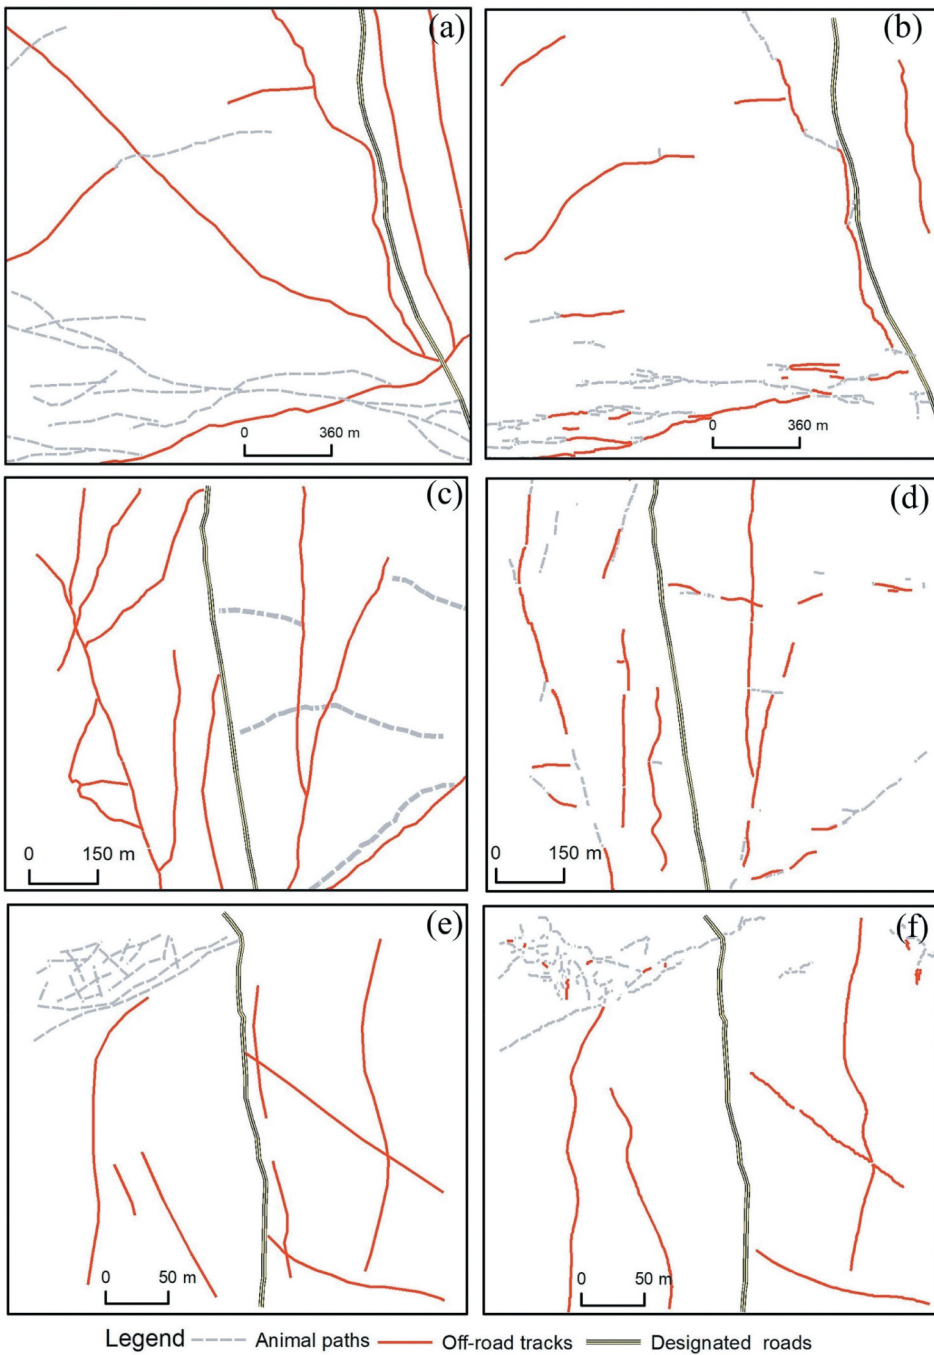 (a) (b)
0 360 m 0 360 m
(c) (d)
0 150 m 0 150 m
(e) (f)
0 50 m 0 50 m
Legend Animal paths Off-road tracks Designated roads